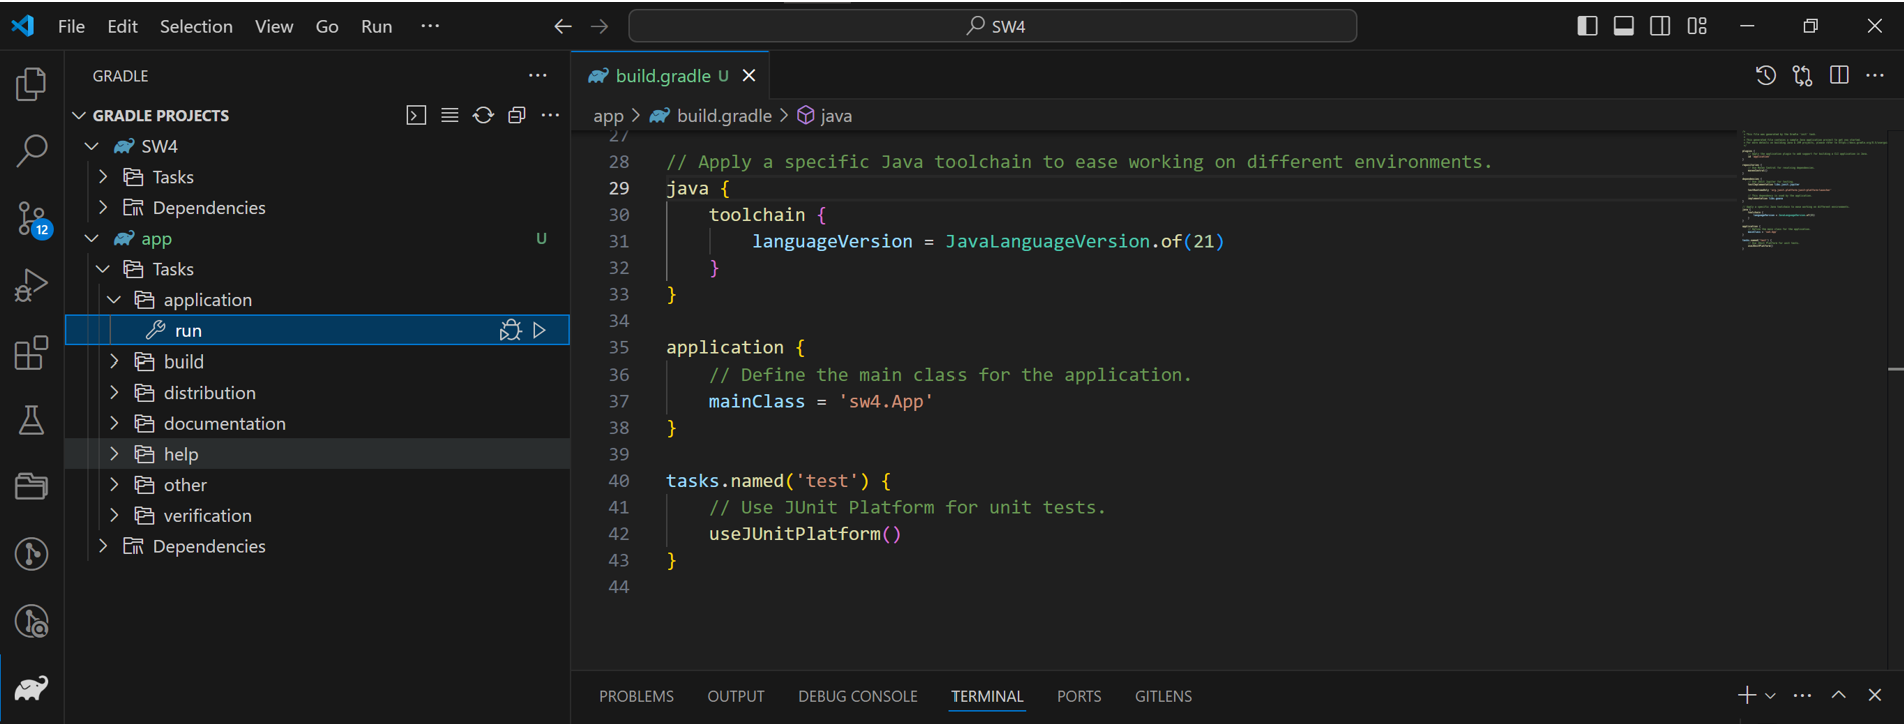 File Edit Selection View Go Run ···
SW4
GRADLE
GRADLE PROJECTS
SW4
Tasks
Dependencies
12
app U
Tasks
application
run
build
distribution
documentation
help
other
verification
Dependencies
build.gradle U
app > build.gradle > java
27
28 // Apply a specific Java toolchain to ease working on different environments.
29 java {
30 toolchain {
31 languageVersion = JavaLanguageVersion.of(21)
32 }
33 }
34
35 application {
36 // Define the main class for the application.
37 mainClass = 'sw4.App'
38 }
39
40 tasks.named('test') {
41 // Use JUnit Platform for unit tests.
42 useJUnitPlatform()
43 }
44
PROBLEMS OUTPUT DEBUG CONSOLE TERMINAL PORTS GITLENS